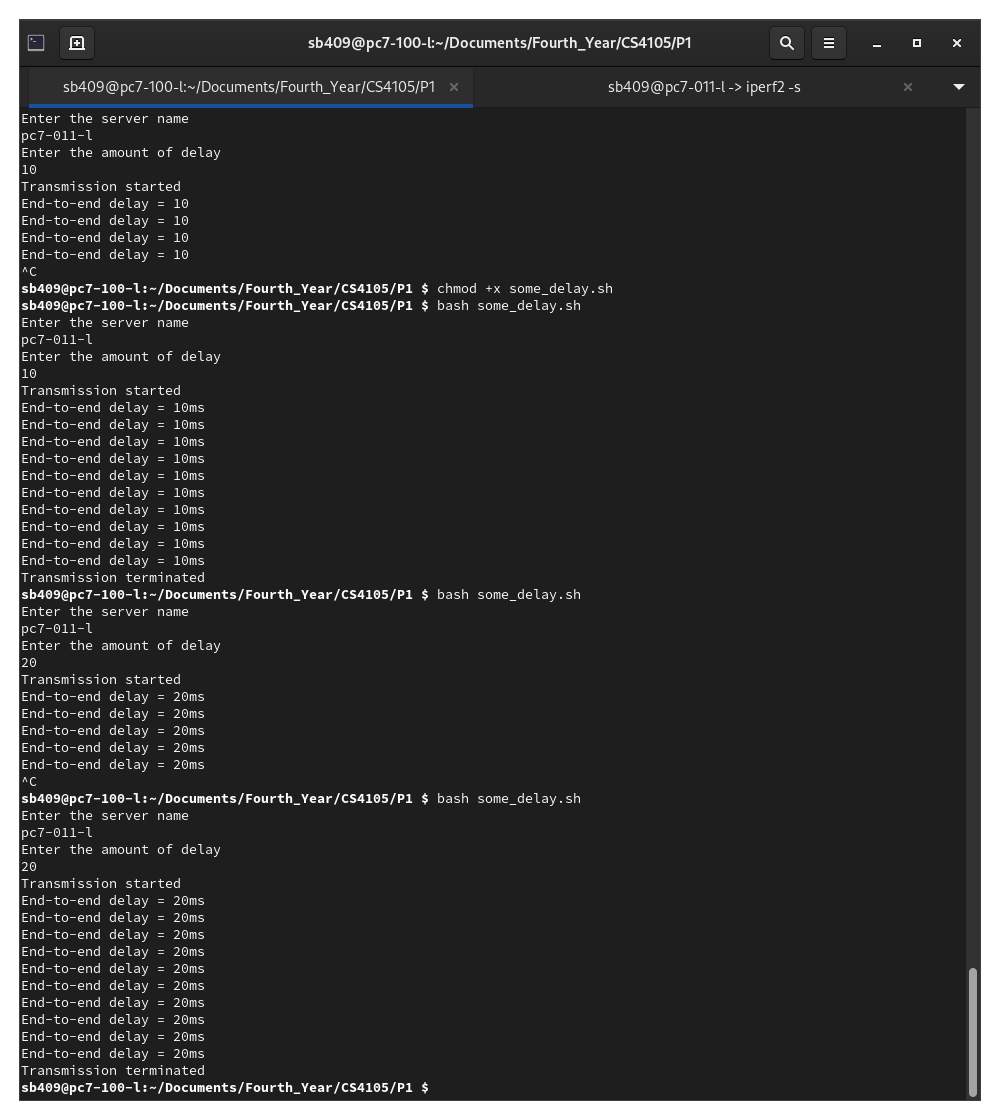 sb409@pc7-100-l:~/Documents/Fourth_Year/CS4105/P1
sb409@pc7-100-l:~/Documents/Fourth_Year/CS4105/P1
sb409@pc7-011-l -> iperf2 -s
Enter the server name
pc7-011-l
Enter the amount of delay
10
Transmission started
End-to-end delay = 10
End-to-end delay = 10
End-to-end delay = 10
End-to-end delay = 10
^C
sb409@pc7-100-l:~/Documents/Fourth_Year/CS4105/P1 $ chmod +x some_delay.sh
sb409@pc7-100-l:~/Documents/Fourth_Year/CS4105/P1 $ bash some_delay.sh
Enter the server name
pc7-011-l
Enter the amount of delay
10
Transmission started
End-to-end delay = 10ms
End-to-end delay = 10ms
End-to-end delay = 10ms
End-to-end delay = 10ms
End-to-end delay = 10ms
End-to-end delay = 10ms
End-to-end delay = 10ms
End-to-end delay = 10ms
End-to-end delay = 10ms
End-to-end delay = 10ms
Transmission terminated
sb409@pc7-100-l:~/Documents/Fourth_Year/CS4105/P1 $ bash some_delay.sh
Enter the server name
pc7-011-l
Enter the amount of delay
20
Transmission started
End-to-end delay = 20ms
End-to-end delay = 20ms
End-to-end delay = 20ms
End-to-end delay = 20ms
End-to-end delay = 20ms
^C
sb409@pc7-100-l:~/Documents/Fourth_Year/CS4105/P1 $ bash some_delay.sh
Enter the server name
pc7-011-l
Enter the amount of delay
20
Transmission started
End-to-end delay = 20ms
End-to-end delay = 20ms
End-to-end delay = 20ms
End-to-end delay = 20ms
End-to-end delay = 20ms
End-to-end delay = 20ms
End-to-end delay = 20ms
End-to-end delay = 20ms
End-to-end delay = 20ms
End-to-end delay = 20ms
Transmission terminated
sb409@pc7-100-l:~/Documents/Fourth_Year/CS4105/P1 $